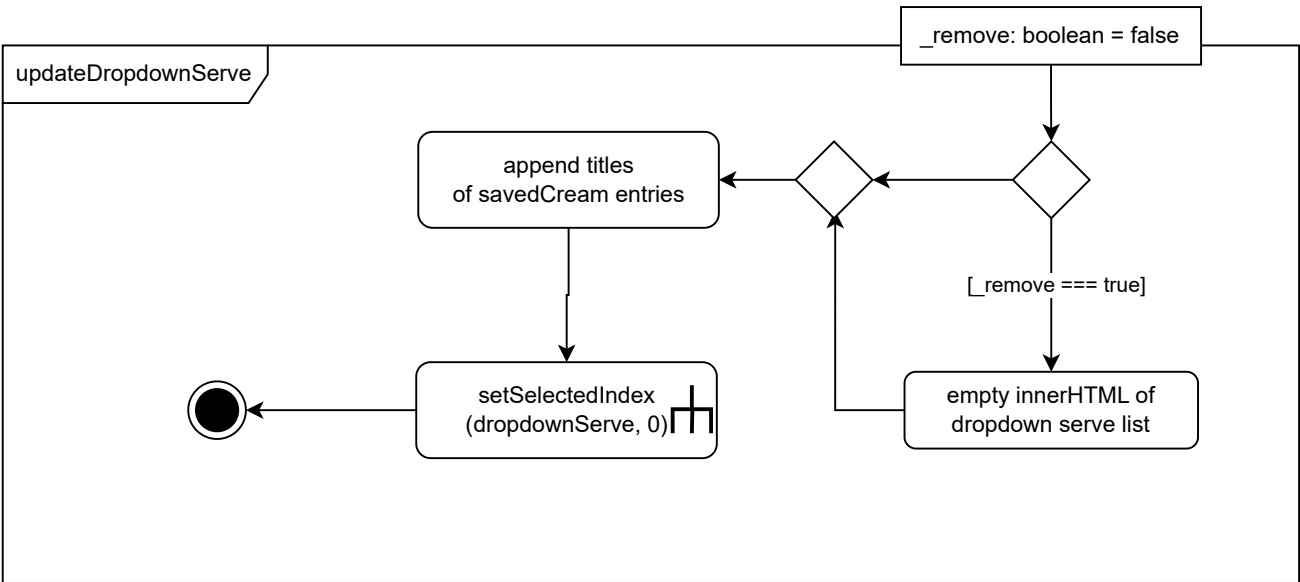 _remove: boolean = false
updateDropdownServe
append titles
of savedCream entries
[_remove === true]
setSelectedIndex
(dropdownServe, 0)
empty innerHTML of
dropdown serve list